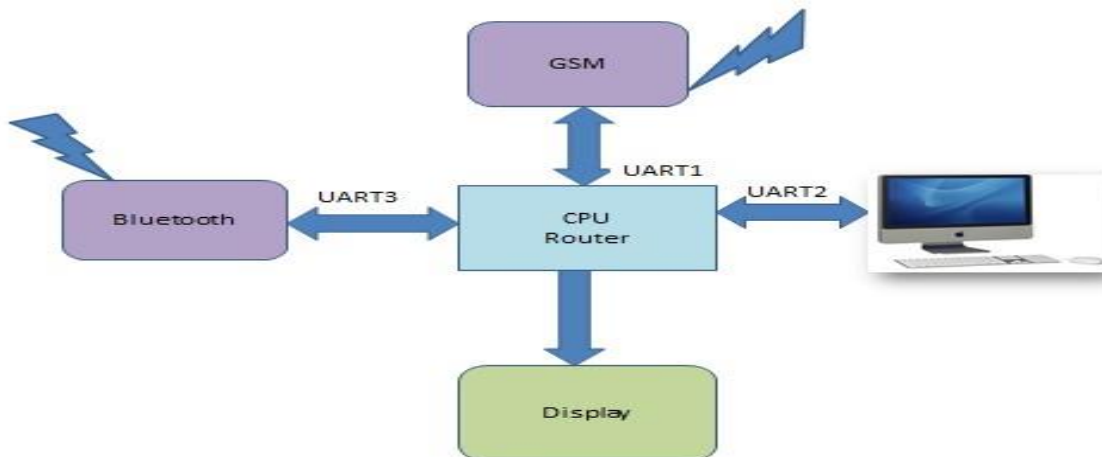 GSM
UART1
UART3
UART2
Bluetooth
CPU
Router
Display